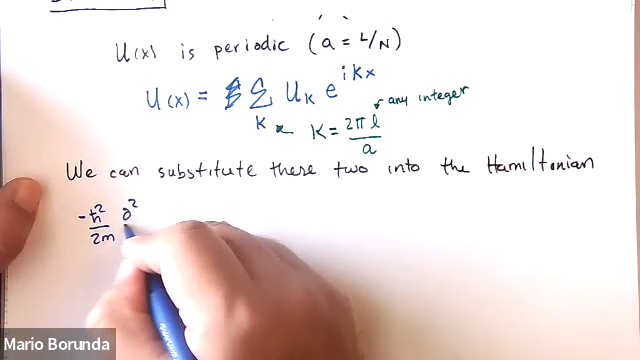 U(x) is periodic (a = L/N)
U(x) = ∑ U_K e^{iKx}
K
K = 2πl/a
any integer
We can substitute these two into the Hamiltonian
-ħ²/2m ∂²
Mario Borunda